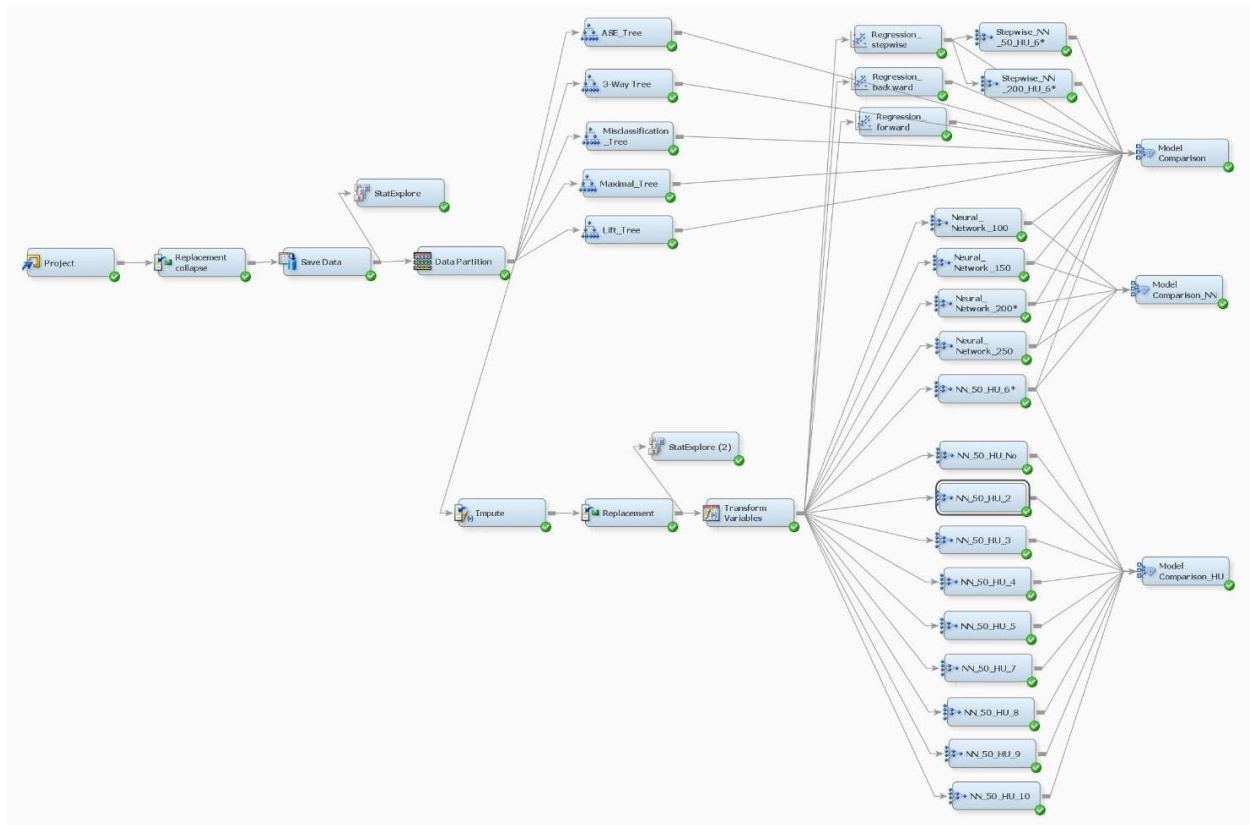 ASE_Tree
3-Way Tree
Misclassification
_Tree
Maximal_Tree
Lift_Tree
StatExplore
Project
Replacement
collapse
Save Data
Data Partition
Impute
Replacement
StatExplore (2)
Transform
Variables
Regression_
stepwise
Regression_
backward
Regression_
forward
Stepwise_NN
_50_HU_6*
Stepwise_NN
_200_HU_6*
Model
Comparison
Neural_
Network_100
Neural_
Network_150
Neural_
Network_200*
Neural_
Network_250
NN_50_HU_6*
Model
Comparison_NN
NN_50_HU_No
NN_50_HU_2
NN_50_HU_3
NN_50_HU_4
NN_50_HU_5
NN_50_HU_7
NN_50_HU_8
NN_50_HU_9
NN_50_HU_10
Model
Comparison_HU